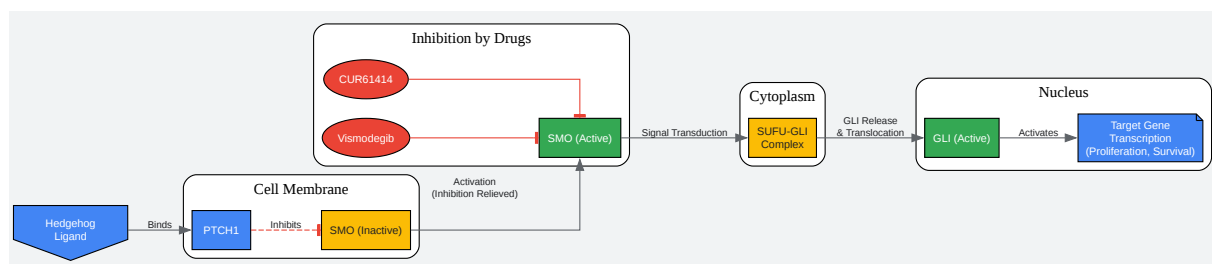 Inhibition by Drugs
CUR61414
Vismodegib
SMO (Active)
Signal Transduction
Cytoplasm
SUFU-GLI
Complex
GLI Release
& Translocation
Nucleus
GLI (Active)
Activates
Target Gene
Transcription
(Proliferation, Survival)
Activation
(Inhibition Relieved)
Cell Membrane
Hedgehog
Ligand
Binds
PTCH1
Inhibits
SMO (Inactive)